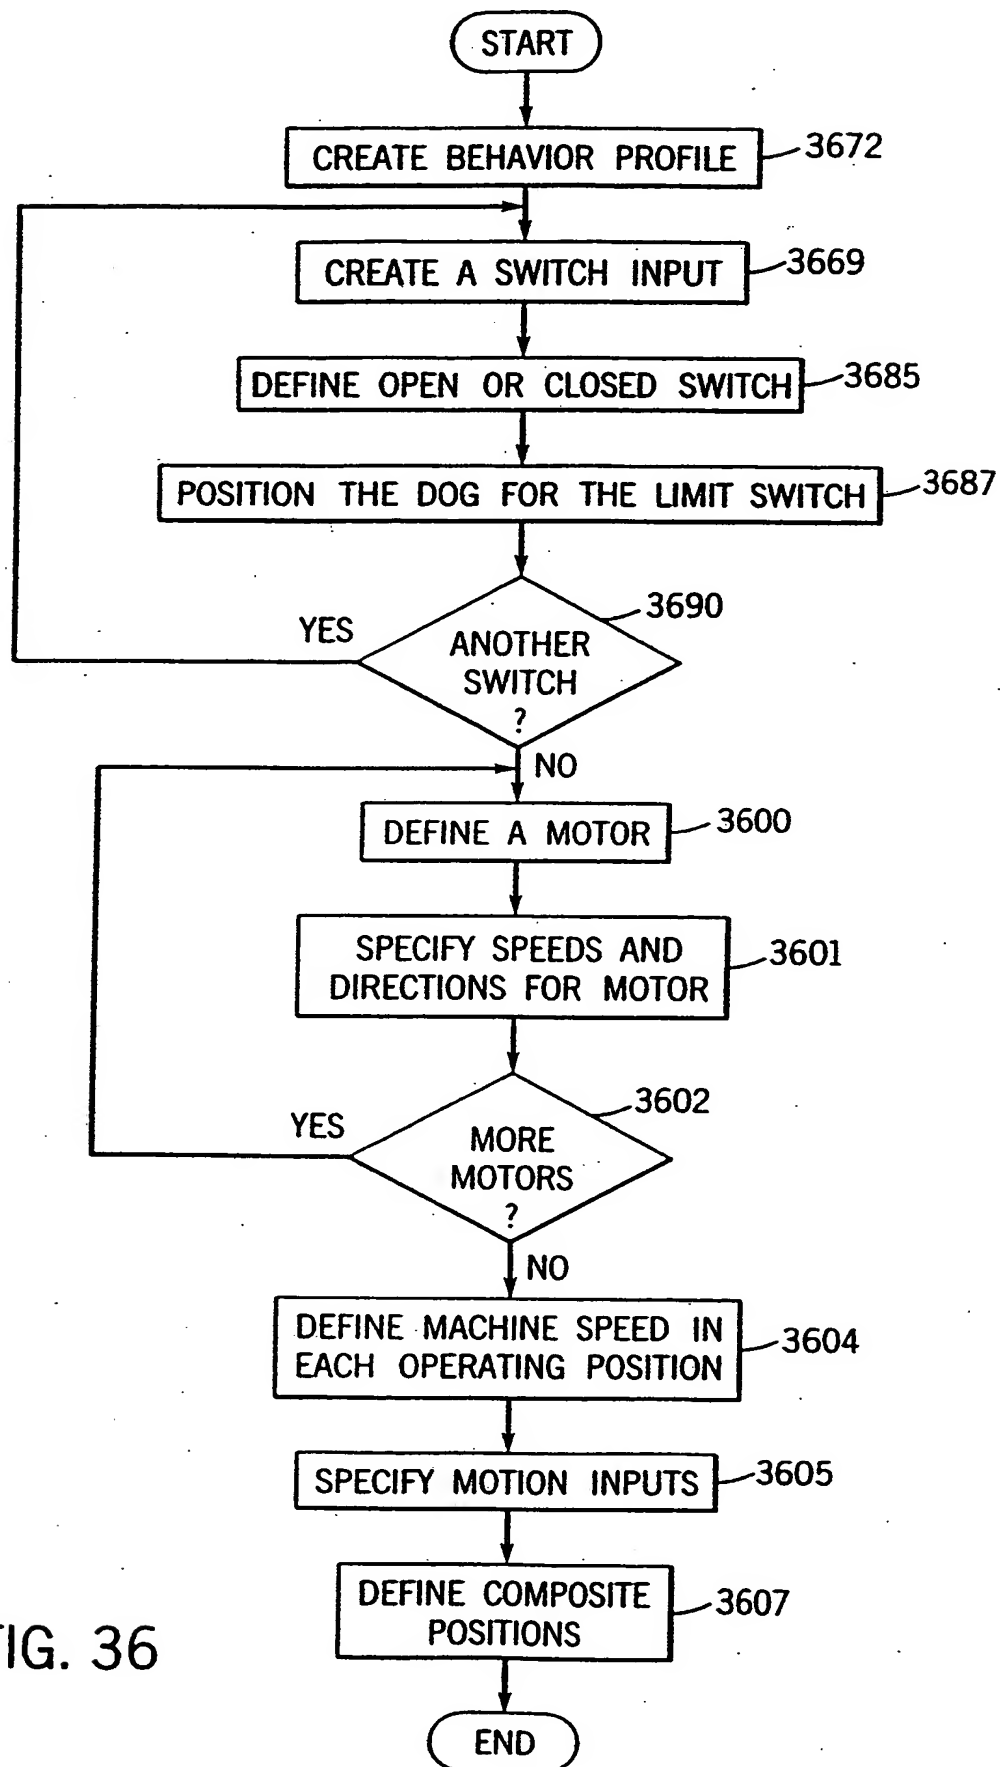 START
CREATE BEHAVIOR PROFILE
3672
CREATE A SWITCH INPUT
3669
DEFINE OPEN OR CLOSED SWITCH
3685
POSITION THE DOG FOR THE LIMIT SWITCH
3687
3690
YES
ANOTHER
SWITCH
?
NO
DEFINE A MOTOR
3600
SPECIFY SPEEDS AND
DIRECTIONS FOR MOTOR
3601
3602
YES
MORE
MOTORS
?
NO
DEFINE MACHINE SPEED IN
EACH OPERATING POSITION
3604
SPECIFY MOTION INPUTS
3605
DEFINE COMPOSITE
POSITIONS
3607
IG. 36
END